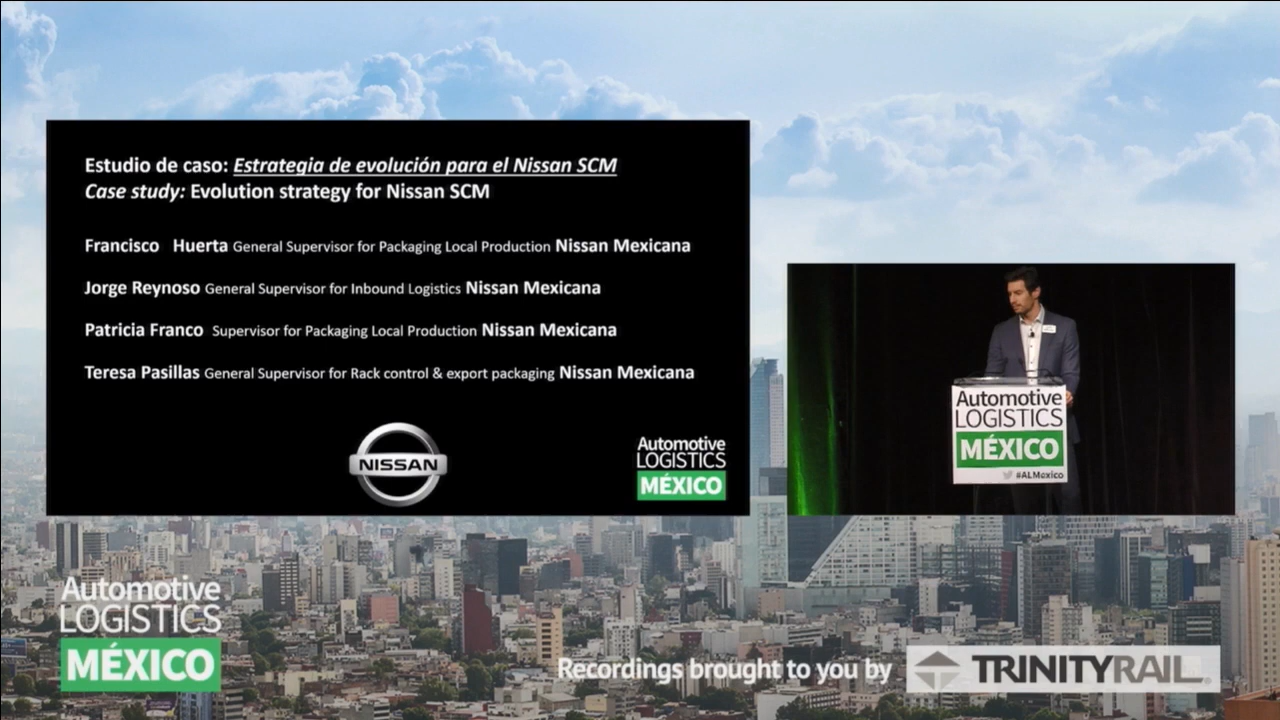 Estudio de caso: Estrategia de evolución para el Nissan SCM
Case study: Evolution strategy for Nissan SCM
Francisco Huerta General Supervisor for Packaging Local Production Nissan Mexicana
Jorge Reynoso General Supervisor for Inbound Logistics Nissan Mexicana
Patricia Franco Supervisor for Packaging Local Production Nissan Mexicana
Teresa Pasillas General Supervisor for Rack control & export packaging Nissan Mexicana
NISSAN
Automotive
LOGISTICS
MÉXICO
Automotive
LOGISTICS
MÉXICO
#ALMexico
Automotive
LOGISTICS
MÉXICO
Recordings brought to you by TRINITYRAIL®